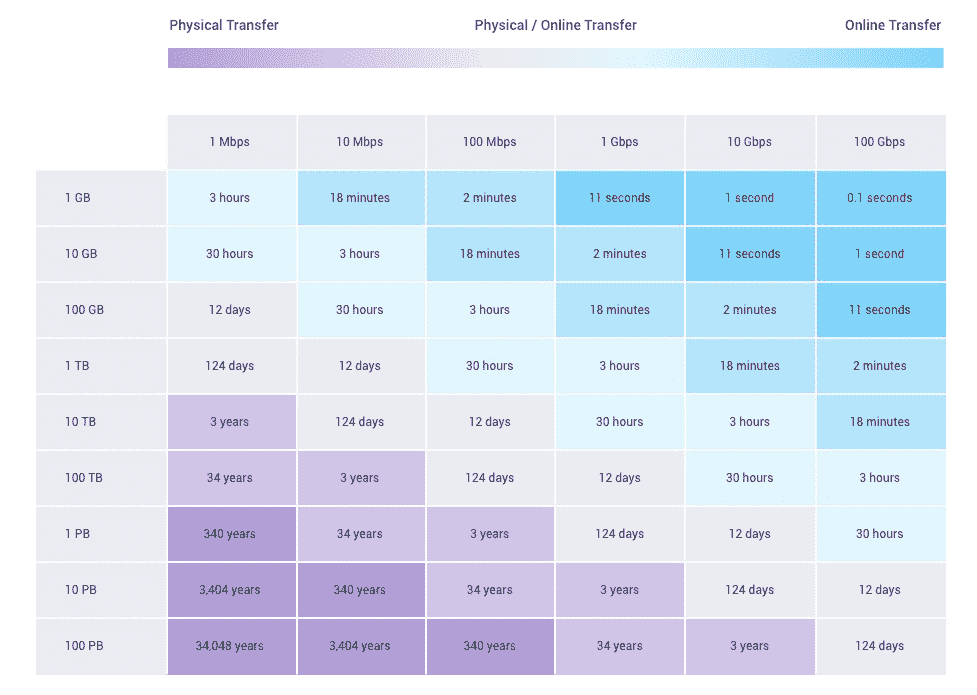 Physical Transfer Physical / Online Transfer Online Transfer
1 Mbps 10 Mbps 100 Mbps 1 Gbps 10 Gbps 100 Gbps
1 GB 3 hours 18 minutes 2 minutes 11 seconds 1 second 0.1 seconds
10 GB 30 hours 3 hours 18 minutes 2 minutes 11 seconds 1 second
100 GB 12 days 30 hours 3 hours 18 minutes 2 minutes 11 seconds
1 TB 124 days 12 days 30 hours 3 hours 18 minutes 2 minutes
10 TB 3 years 124 days 12 days 30 hours 3 hours 18 minutes
100 TB 34 years 3 years 124 days 12 days 30 hours 3 hours
1 PB 340 years 34 years 3 years 124 days 12 days 30 hours
10 PB 3,404 years 340 years 34 years 3 years 124 days 12 days
100 PB 34,048 years 3,404 years 340 years 34 years 3 years 124 days